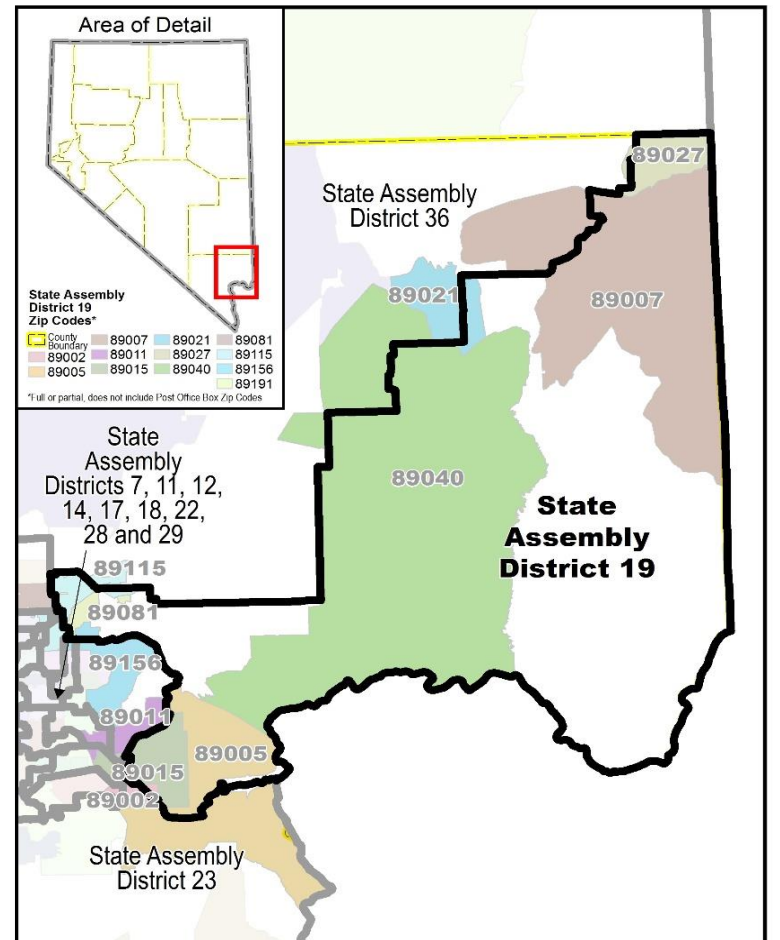 Area of Detail
State Assembly
District 19
Zip Codes*
County
Boundary
89002
89005
89007
89011
89015
89021
89027
89040
89081
89115
89156
89191
*Full or partial, does not include Post Office Box Zip Codes
89027
State Assembly
District 36
89007
89021
State
Assembly
Districts 7, 11, 12,
14, 17, 18, 22,
28 and 29
89040
State
Assembly
District 19
89115
89081
89156
89011
89005
89015
89002
State Assembly
District 23